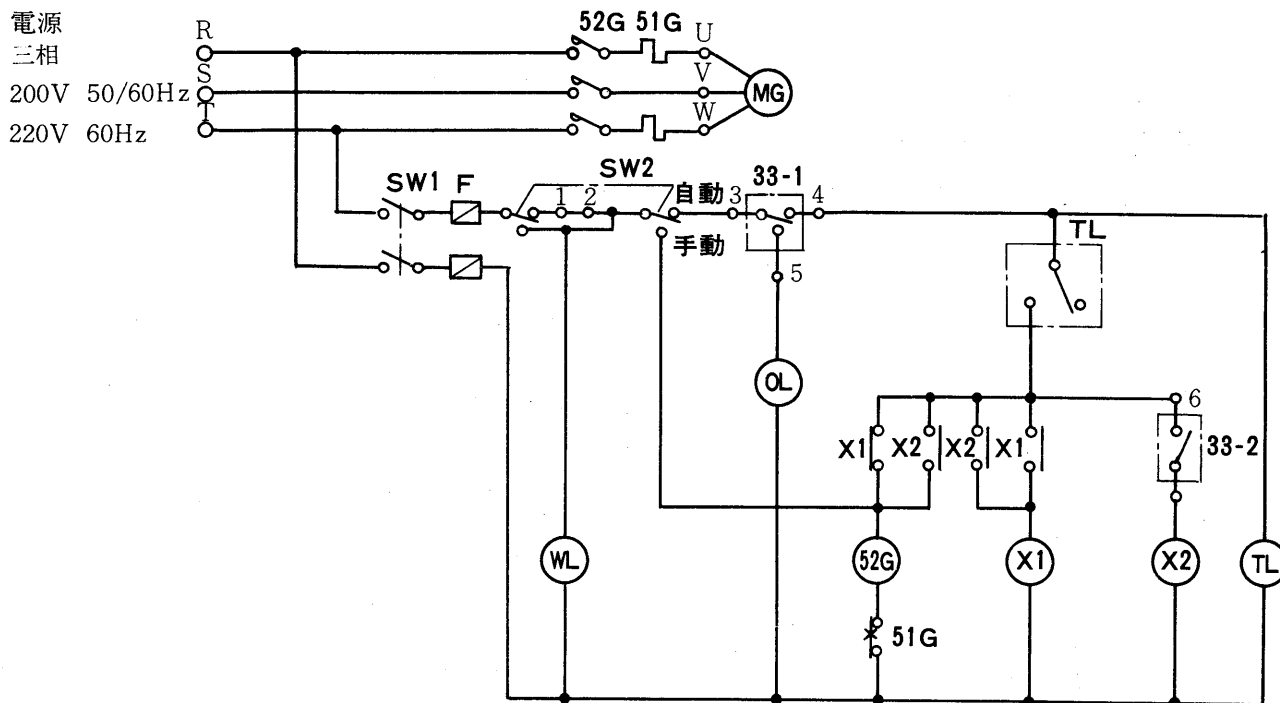 電源
三相
200V 50/60Hz
220V 60Hz
R
S
T
52G 51G
U
V
W
MG
SW1 F
SW2
1 2
自動
手動
3
33-1
4
5
TL
OL
6
X1
X2
X2
X1
33-2
WL
52G
X1
X2
TL
51G